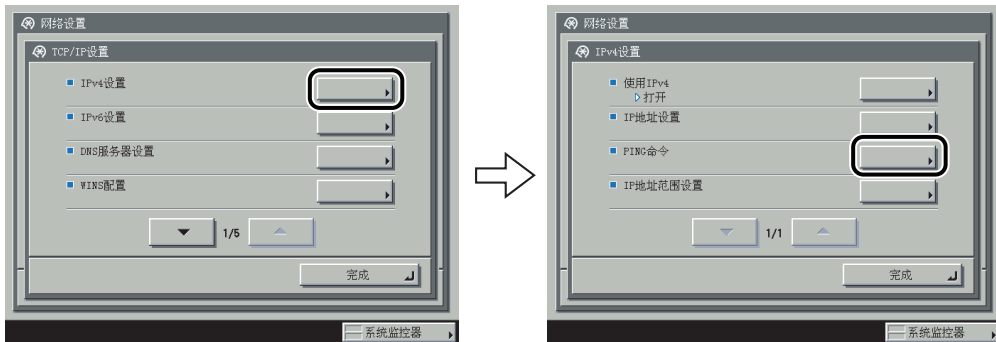 网络设置
TCP/IP设置
IPv4设置
IPv6设置
DNS服务器设置
WINS配置
1/5
完成
系统监控器
网络设置
IPv4设置
使用IPv4
打开
IP地址设置
PING命令
IP地址范围设置
1/1
完成
系统监控器